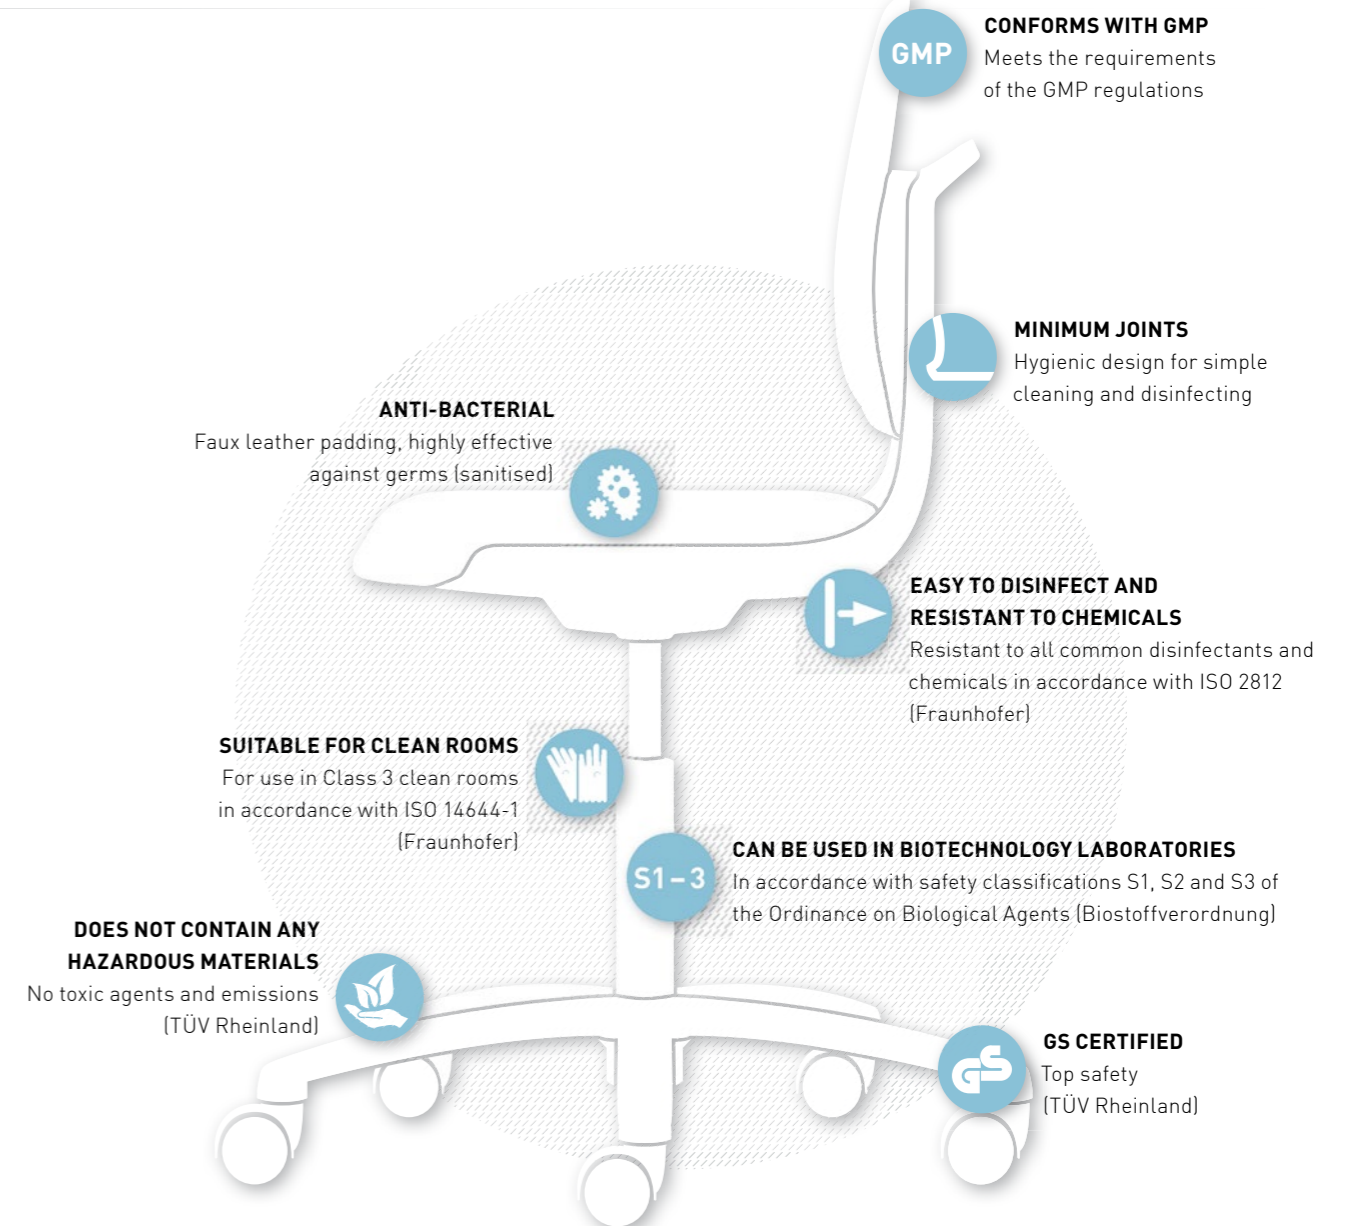 GMP
CONFORMS WITH GMP
Meets the requirements
of the GMP regulations
MINIMUM JOINTS
Hygienic design for simple
cleaning and disinfecting
ANTI-BACTERIAL
Faux leather padding, highly effective
against germs (sanitised)
EASY TO DISINFECT AND
RESISTANT TO CHEMICALS
Resistant to all common disinfectants and
chemicals in accordance with ISO 2812
(Fraunhofer)
SUITABLE FOR CLEAN ROOMS
For use in Class 3 clean rooms
in accordance with ISO 14644-1
(Fraunhofer)
S1 – 3
CAN BE USED IN BIOTECHNOLOGY LABORATORIES
In accordance with safety classifications S1, S2 and S3 of
the Ordinance on Biological Agents (Biostoffverordnung)
DOES NOT CONTAIN ANY
HAZARDOUS MATERIALS
No toxic agents and emissions
(TÜV Rheinland)
GS
GS CERTIFIED
Top safety
(TÜV Rheinland)